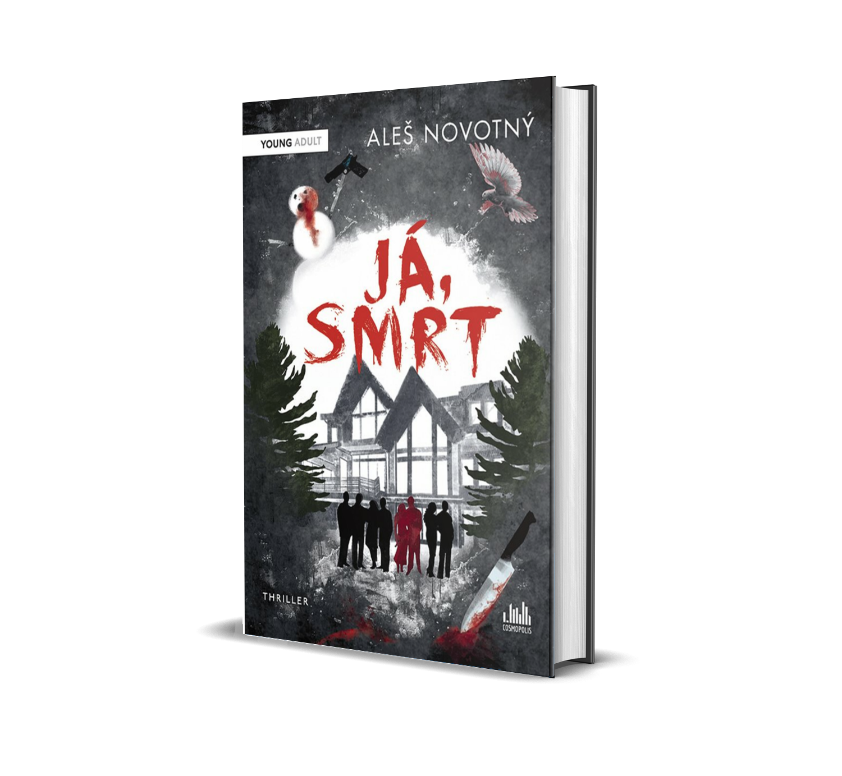 YOUNG ADULT
ALEŠ NOVOTNÝ
JÁ,
SMRT
THRILLER
COSMOPOLIS